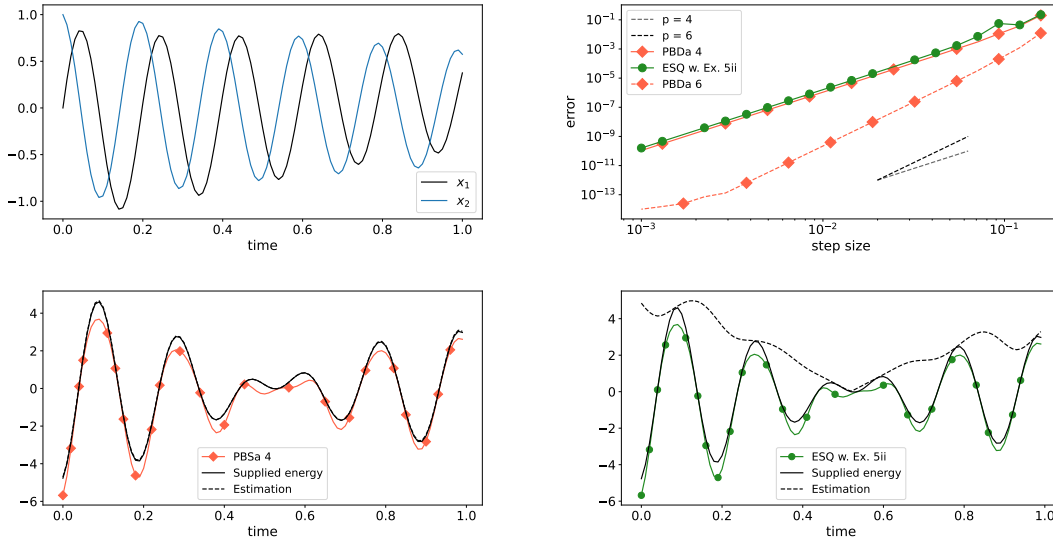 1.0
0.5
0.0
−0.5
−1.0
0.0
0.2
0.4
0.6
0.8
1.0
time
x₁
x₂
10⁻¹
10⁻³
10⁻⁵
10⁻⁷
10⁻⁹
10⁻¹¹
10⁻¹³
error
10⁻³
10⁻²
10⁻¹
step size
p = 4
p = 6
PBDa 4
ESQ w. Ex. 5ii
PBDa 6
4
2
0
−2
−4
−6
0.0
0.2
0.4
0.6
0.8
1.0
time
PBSa 4
Supplied energy
Estimation
4
2
0
−2
−4
−6
0.0
0.2
0.4
0.6
0.8
1.0
time
ESQ w. Ex. 5ii
Supplied energy
Estimation